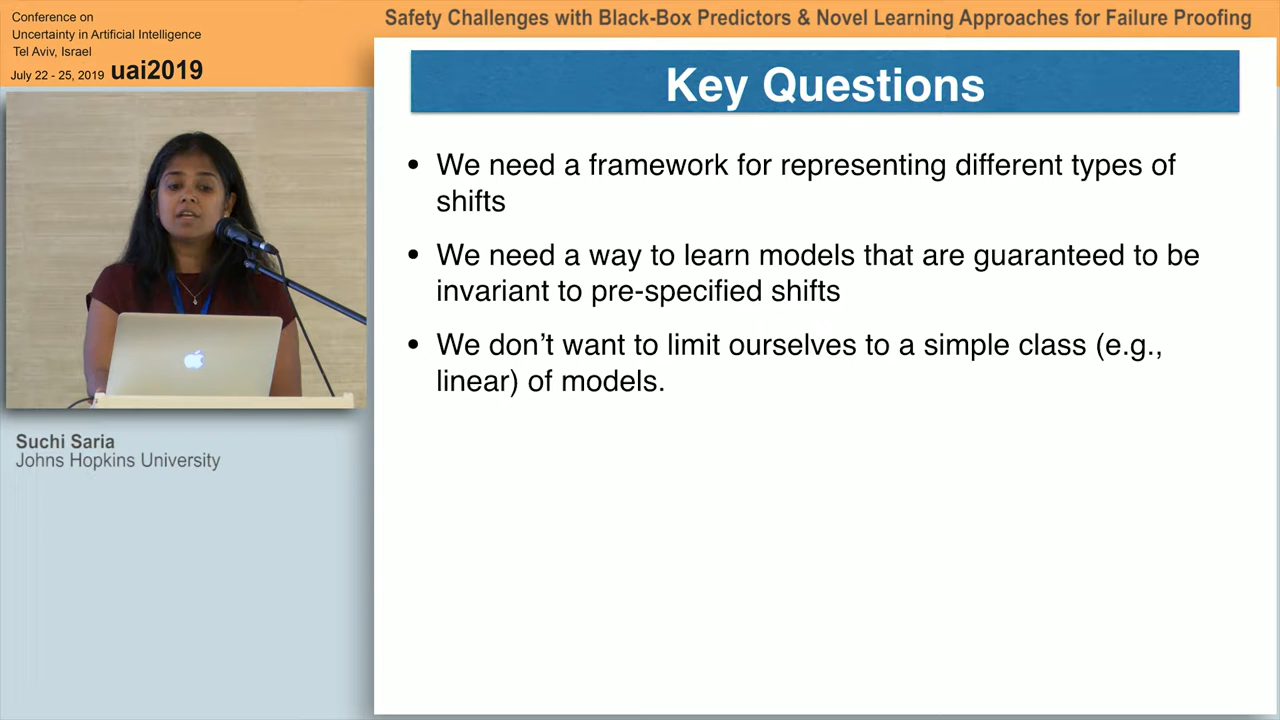 Conference on
Uncertainty in Artificial Intelligence
Tel Aviv, Israel
July 22 - 25, 2019 uai2019
Safety Challenges with Black-Box Predictors & Novel Learning Approaches for Failure Proofing
Key Questions
• We need a framework for representing different types of
shifts
• We need a way to learn models that are guaranteed to be
invariant to pre-specified shifts
• We don’t want to limit ourselves to a simple class (e.g.,
linear) of models.
Suchi Saria
Johns Hopkins University